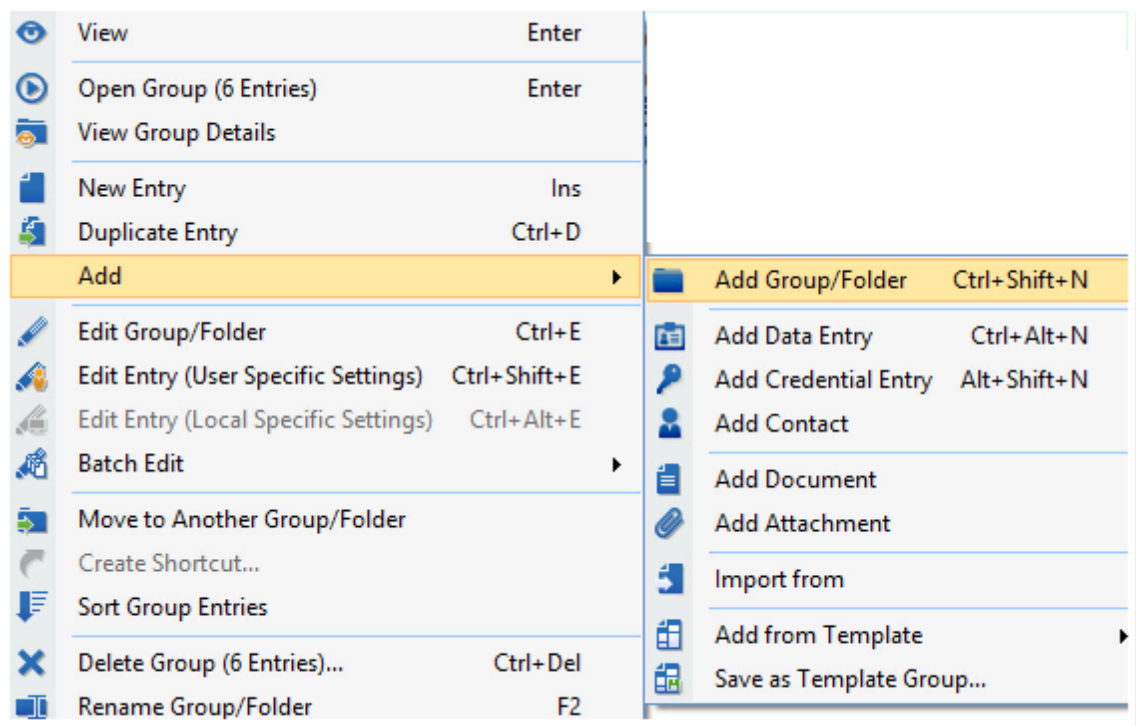 View Enter
Open Group (6 Entries) Enter
View Group Details
New Entry Ins
Duplicate Entry Ctrl+D
Add
Edit Group/Folder Ctrl+E
Edit Entry (User Specific Settings) Ctrl+Shift+E
Edit Entry (Local Specific Settings) Ctrl+Alt+E
Batch Edit
Move to Another Group/Folder
Create Shortcut...
Sort Group Entries
Delete Group (6 Entries)... Ctrl+Del
Rename Group/Folder F2
Add Group/Folder Ctrl+Shift+N
Add Data Entry Ctrl+Alt+N
Add Credential Entry Alt+Shift+N
Add Contact
Add Document
Add Attachment
Import from
Add from Template
Save as Template Group...